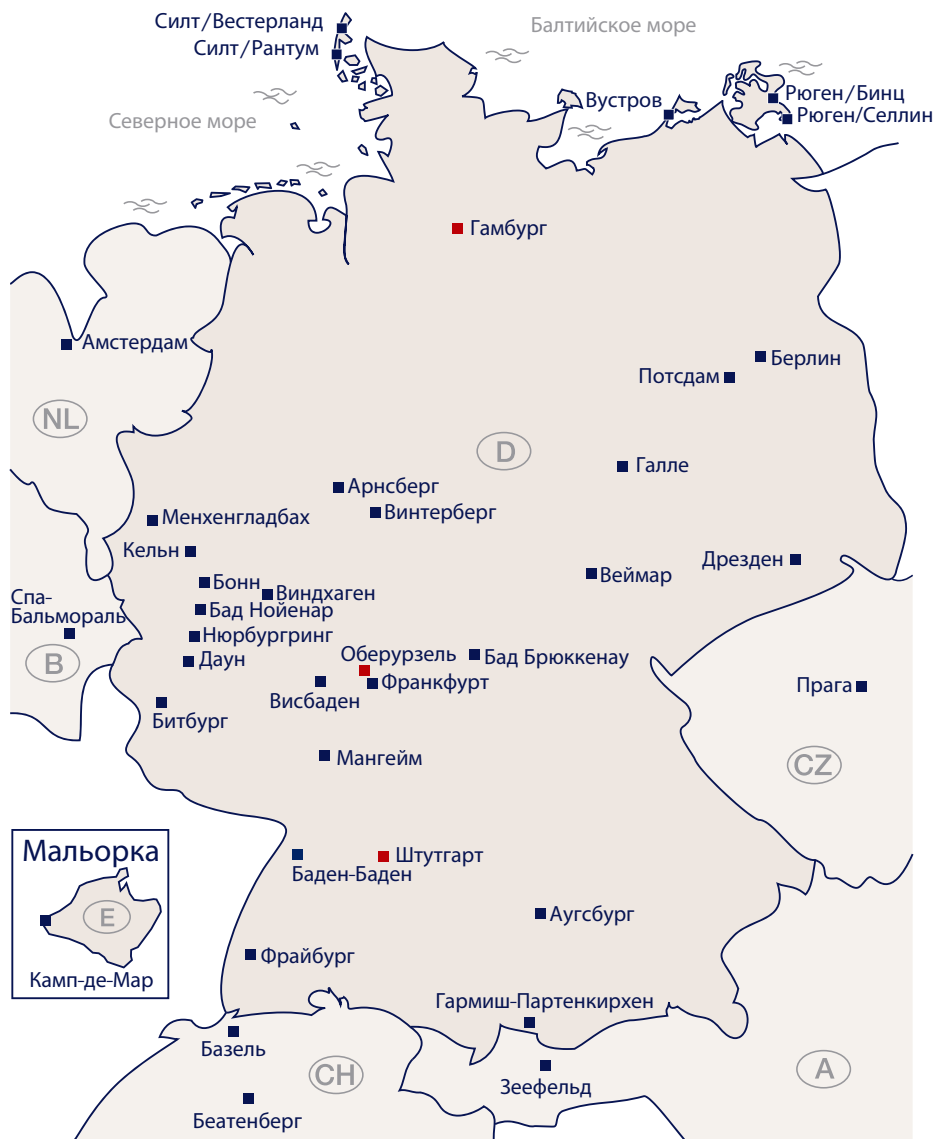 Силт/Вестерланд
Балтийское море
Силт/Рантум
Рюген/Бинц
Вустров
Рюген/Селлин
Северное море
Гамбург
Амстердам
Берлин
Потсдам
NL
D
Галле
Арнсберг
Винтерберг
Менхенгладбах
Кельн
Дрезден
Веймар
Бонн
Виндхаген
Спа-
Бальмораль
Бад Нойенар
Нюрбургринг
Оберурзель
Бад Брюккенау
Даун
B
Франкфурт
Прага
Висбаден
Битбург
Мангейм
CZ
Мальорка
Штутгарт
Баден-Баден
E
Аугсбург
Фрайбург
Камп-де-Мар
Гармиш-Партенкирхен
Базель
CH
A
Зеефельд
Беатенберг